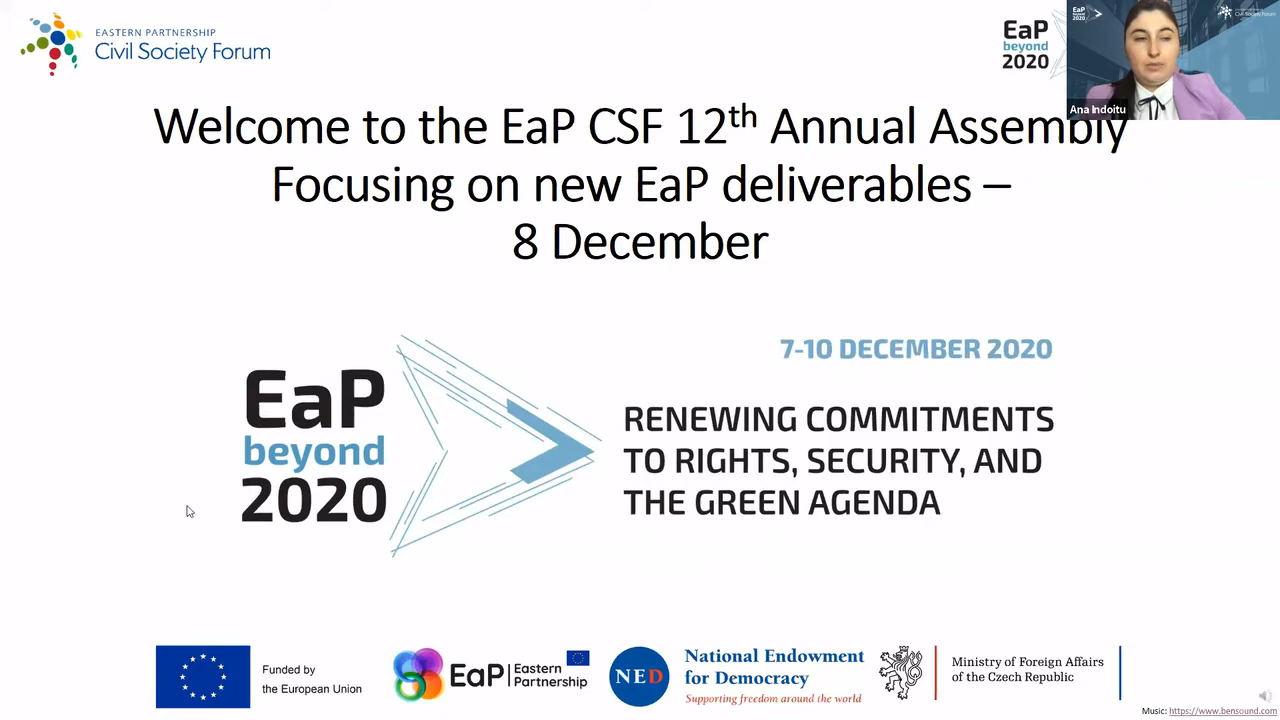 EASTERN PARTNERSHIP
Civil Society Forum
EaP
beyond
2020
EaP
beyond
2020
Ana Indoitu
Welcome to the EaP CSF 12th Annual Assembly
Focusing on new EaP deliverables –
8 December
EaP
beyond
2020
7-10 DECEMBER 2020
RENEWING COMMITMENTS
TO RIGHTS, SECURITY, AND
THE GREEN AGENDA
Funded by
the European Union
EaP
Eastern
Partnership
NED
National Endowment
for Democracy
Supporting freedom around the world
Ministry of Foreign Affairs
of the Czech Republic
Music: https://www.bensound.com